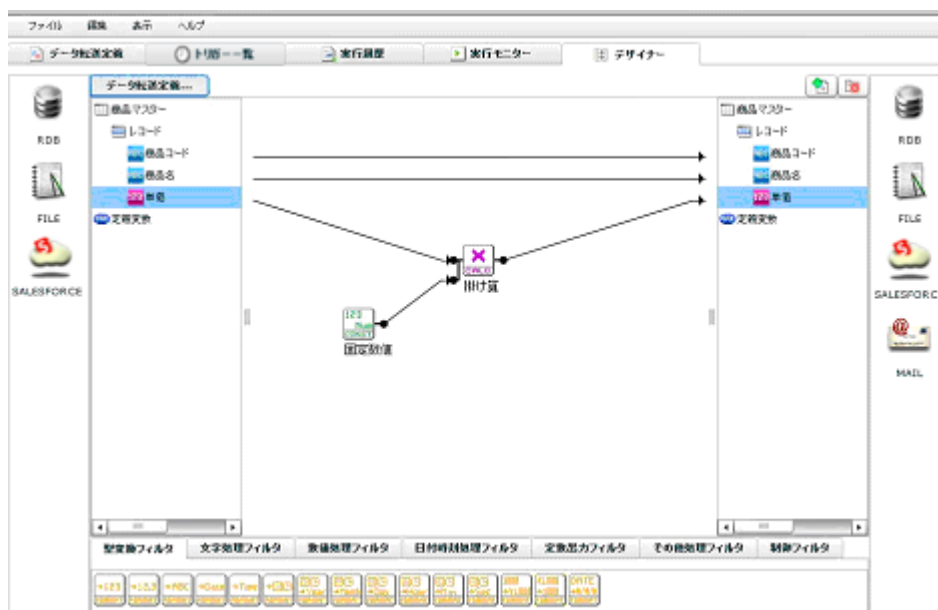 ファイル 編集 表示 ヘルプ
データ転送定義 トリガー一覧 実行履歴 実行モニター デザイナー
データ転送定義...
RDB
FILE
SALESFORCE
商品マスター
レコード
商品コード
商品名
単価
定義変数
掛け算
固定数値
商品マスター
レコード
商品コード
商品名
単価
定義変数
RDB
FILE
SALESFORC
MAIL
型変換フィルタ 文字処理フィルタ 数値処理フィルタ 日付時刻処理フィルタ 定数出力フィルタ その他処理フィルタ 制御フィルタ